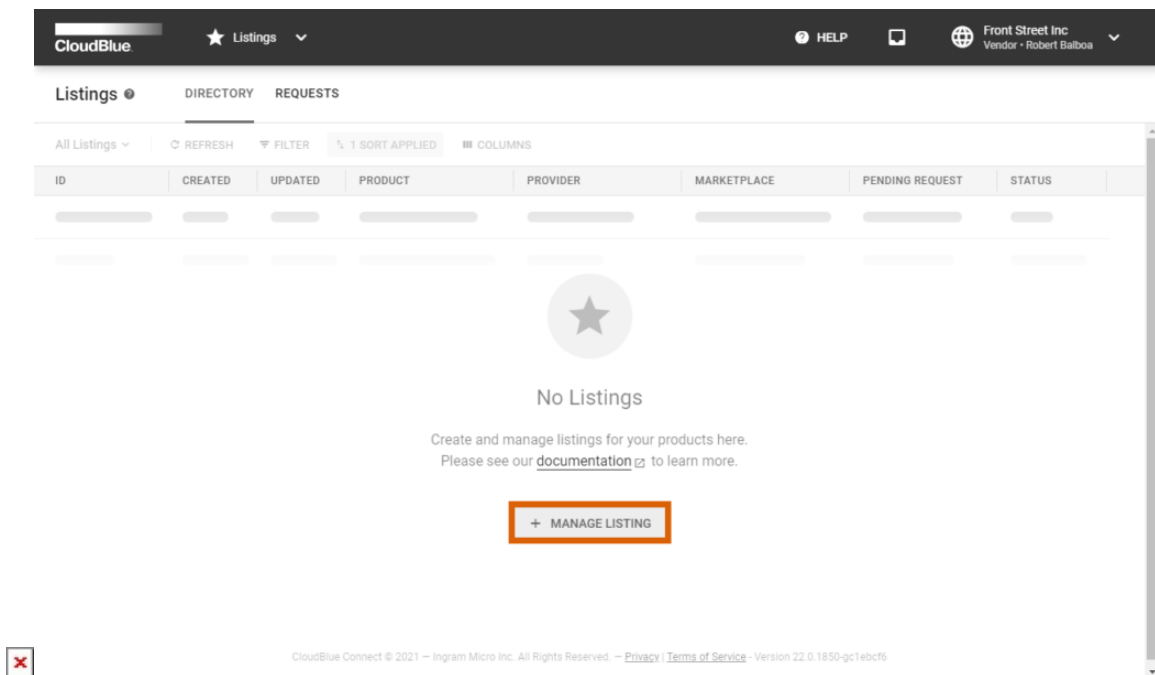 CloudBlue. Listings HELP Front Street Inc
Vendor • Robert Balboa
Listings DIRECTORY REQUESTS
All Listings REFRESH FILTER 1 SORT APPLIED COLUMNS
ID CREATED UPDATED PRODUCT PROVIDER MARKETPLACE PENDING REQUEST STATUS
No Listings
Create and manage listings for your products here.
Please see our documentation to learn more.
+ MANAGE LISTING
CloudBlue Connect © 2021 — Ingram Micro Inc. All Rights Reserved. — Privacy | Terms of Service - Version 22.0.1850-gc1ebcf6